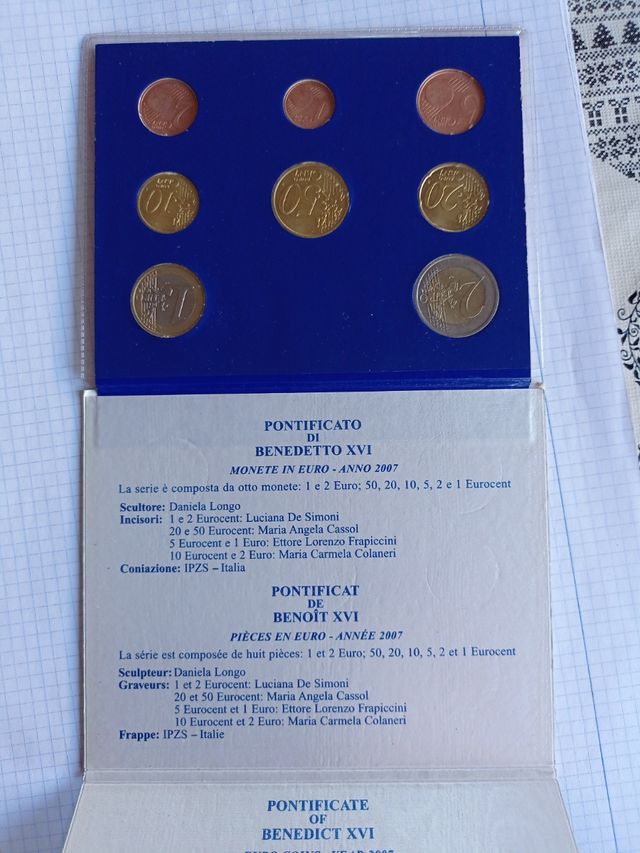 PONTIFICATO
DI
BENEDETTO XVI
MONETE IN EURO - ANNO 2007
La serie è composta da otto monete: 1 e 2 Euro; 50, 20, 10, 5, 2 e 1 Eurocent
Scultore: Daniela Longo
Incisori: 1 e 2 Eurocent: Luciana De Simoni
20 e 50 Eurocent: Maria Angela Cassol
5 Eurocent e 1 Euro: Ettore Lorenzo Frapiccini
10 Eurocent e 2 Euro: Maria Carmela Colaneri
Coniazione: IPZS – Italia
PONTIFICAT
DE
BENOÎT XVI
PIÈCES EN EURO - ANNÉE 2007
La série est composée de huit pièces: 1 et 2 Euro; 50, 20, 10, 5, 2 et 1 Eurocent
Sculpteur: Daniela Longo
Graveurs: 1 et 2 Eurocent: Luciana De Simoni
20 et 50 Eurocent: Maria Angela Cassol
5 Eurocent et 1 Euro: Ettore Lorenzo Frapiccini
10 Eurocent et 2 Euro: Maria Carmela Colaneri
Frappe: IPZS – Italie
PONTIFICATE
OF
BENEDICT XVI
EURO COINS - YEAR 2007